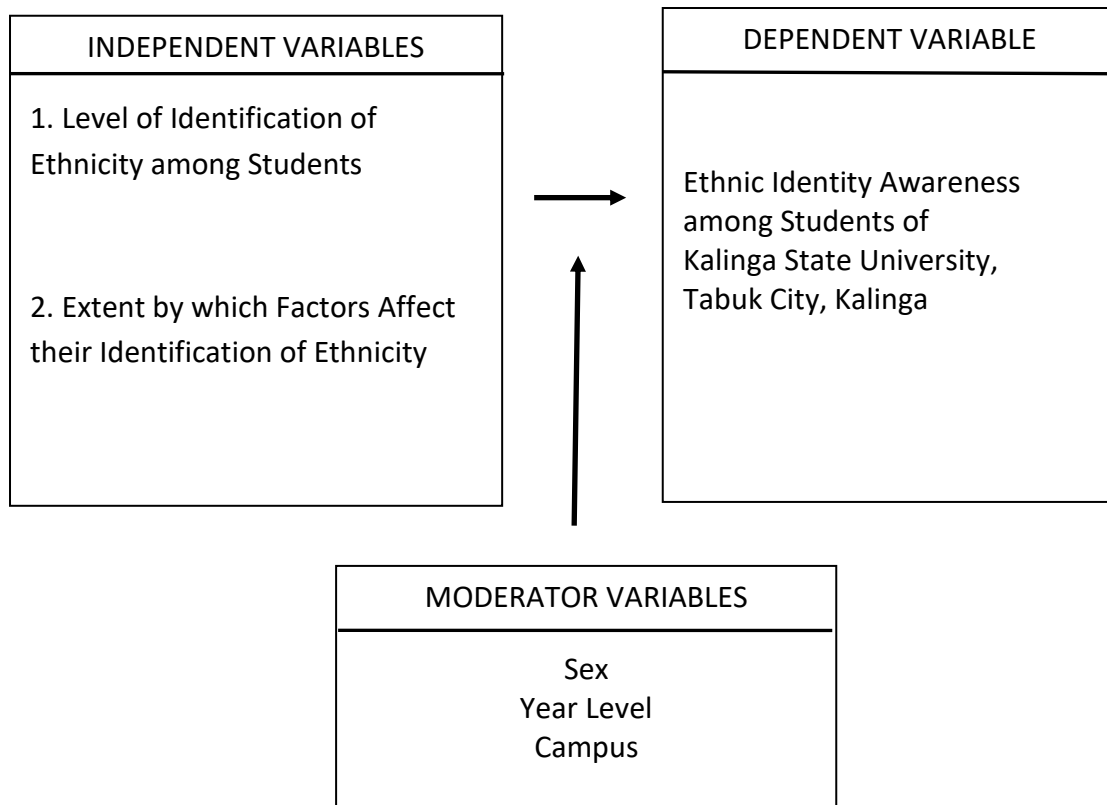 INDEPENDENT VARIABLES
1. Level of Identification of
Ethnicity among Students
2. Extent by which Factors Affect
their Identification of Ethnicity
DEPENDENT VARIABLE
Ethnic Identity Awareness
among Students of
Kalinga State University,
Tabuk City, Kalinga
MODERATOR VARIABLES
Sex
Year Level
Campus